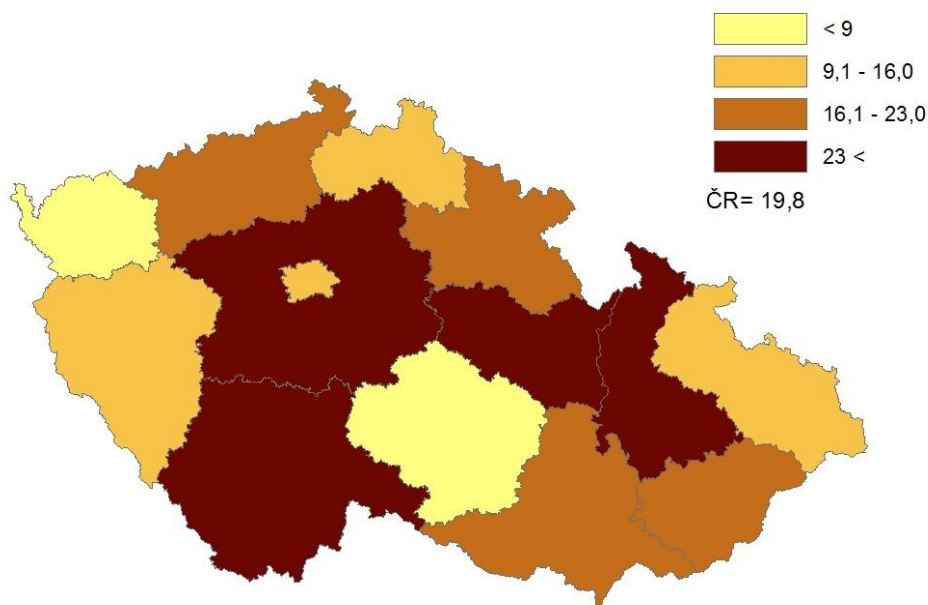 < 9
9,1 - 16,0
16,1 - 23,0
23 <
ČR= 19,8